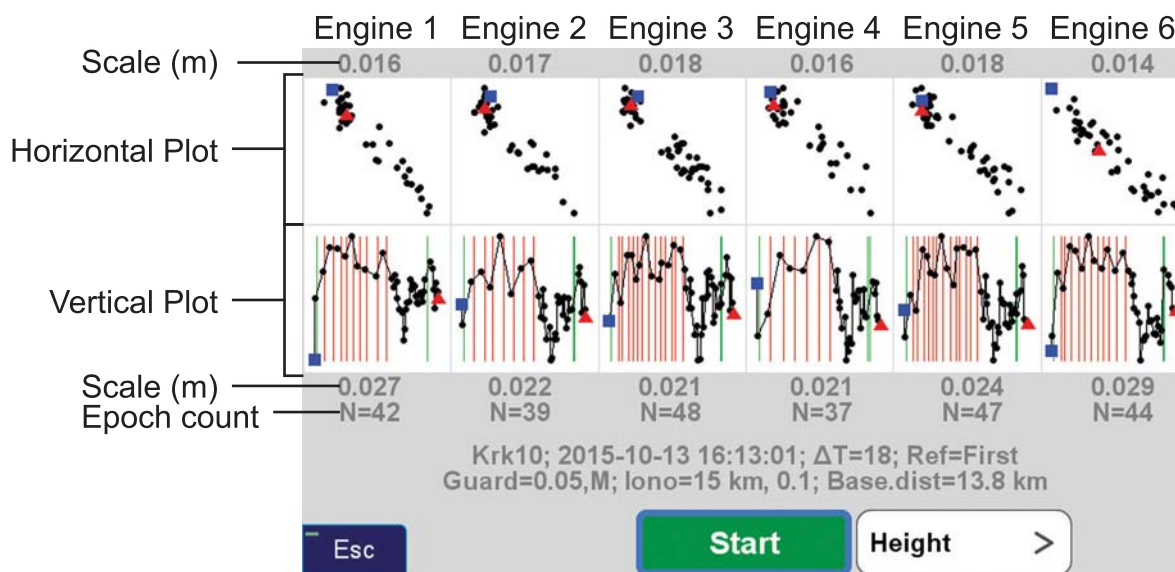 Engine 1 Engine 2 Engine 3 Engine 4 Engine 5 Engine 6
Scale (m) 0.016 0.017 0.018 0.016 0.018 0.014
Horizontal Plot
Vertical Plot
Scale (m) 0.027 0.022 0.021 0.021 0.024 0.029
Epoch count N=42 N=39 N=48 N=37 N=47 N=44
Krk10; 2015-10-13 16:13:01; ΔT=18; Ref=First
Guard=0.05,M; Iono=15 km, 0.1; Base.dist=13.8 km
Esc Start Height >